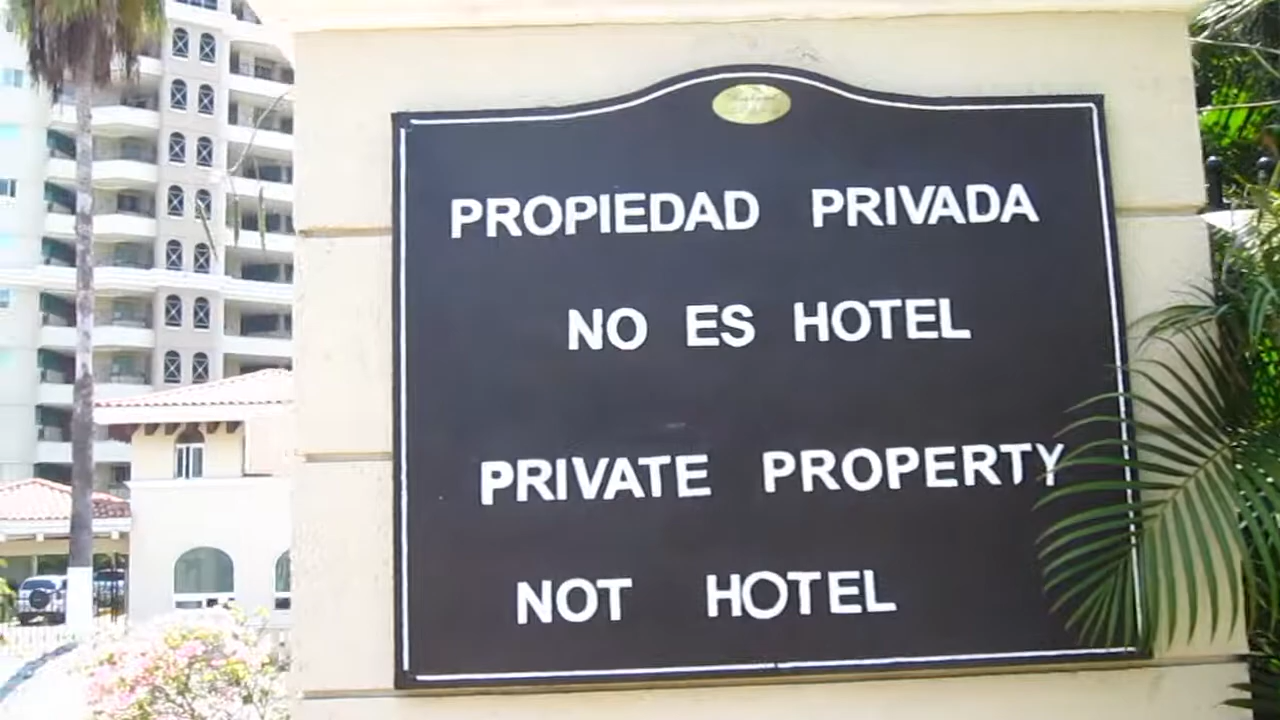 PROPIEDAD PRIVADA
NO ES HOTEL
PRIVATE PROPERTY
NOT HOTEL